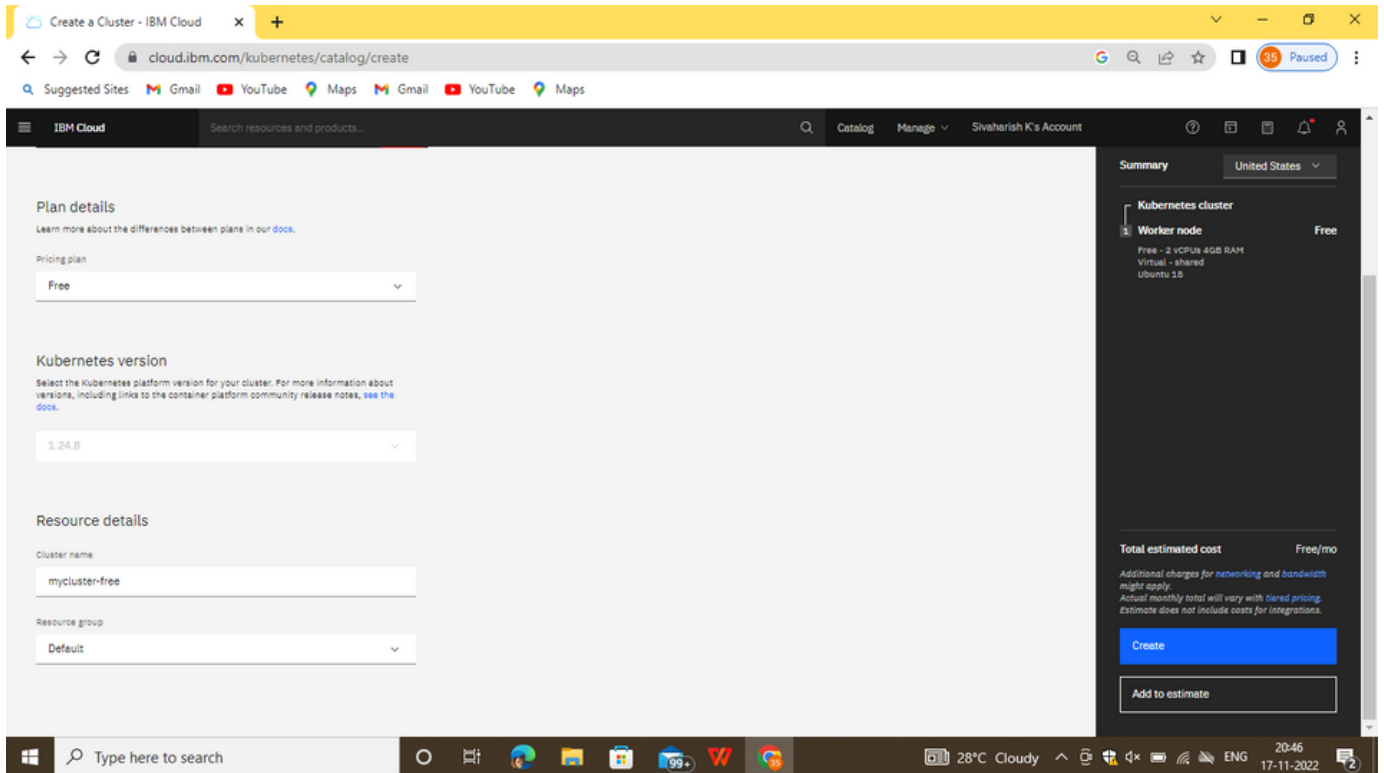 Create a Cluster - IBM Cloud
cloud.ibm.com/kubernetes/catalog/create
35 Paused
Suggested Sites Gmail YouTube Maps Gmail YouTube Maps
IBM Cloud Search resources and products... Catalog Manage Sivaharish K's Account
Plan details
Learn more about the differences between plans in our docs.
Pricing plan
Free
Kubernetes version
Select the Kubernetes platform version for your cluster. For more information about
versions, including links to the container platform community release notes, see the
docs.
1.24.8
Resource details
Cluster name
mycluster-free
Resource group
Default
Summary United States
Kubernetes cluster
1 Worker node Free
Free - 2 vCPUs 4GB RAM
Virtual - shared
Ubuntu 18
Total estimated cost Free/mo
Additional charges for networking and bandwidth
might apply.
Actual monthly total will vary with tiered pricing.
Estimate does not include costs for integrations.
Create
Add to estimate
Type here to search 99+ 35 28°C Cloudy ENG 20:46
17-11-2022 2